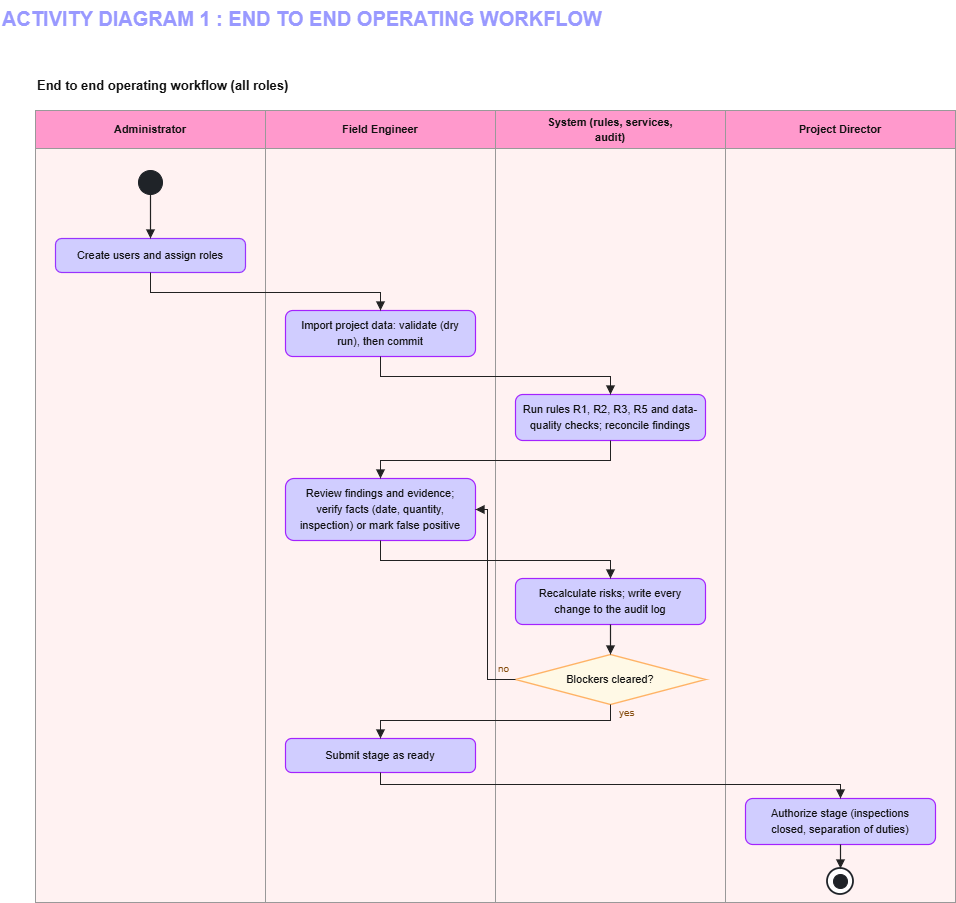 ACTIVITY DIAGRAM 1 : END TO END OPERATING WORKFLOW
End to end operating workflow (all roles)
Administrator
Field Engineer
System (rules, services,
audit)
Project Director
Create users and assign roles
Import project data: validate (dry
run), then commit
Run rules R1, R2, R3, R5 and data-
quality checks; reconcile findings
Review findings and evidence;
verify facts (date, quantity,
inspection) or mark false positive
Recalculate risks; write every
change to the audit log
Blockers cleared?
no
yes
Submit stage as ready
Authorize stage (inspections
closed, separation of duties)